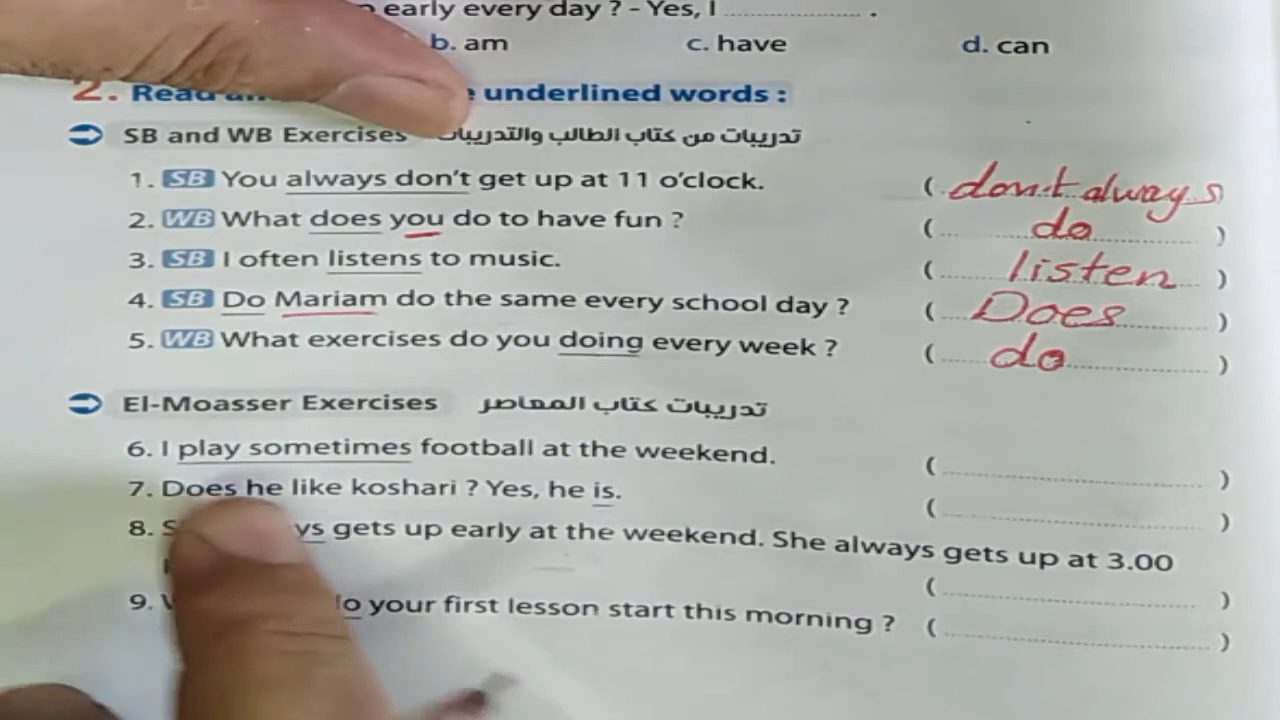 early every day ? - Yes, I .................... .
b. am c. have d. can
2. Read underlined words :
SB and WB Exercises تدريبات من كتاب الطالب والتدريبات
1. SB You always don't get up at 11 o'clock. ( don't always )
2. WB What does you do to have fun ? ( do )
3. SB I often listens to music. ( listen )
4. SB Do Mariam do the same every school day ? ( Does )
5. WB What exercises do you doing every week ? ( do )
El-Moasser Exercises تدريبات كتاب المعاصر
6. I play sometimes football at the weekend. (........................................)
7. Does he like koshari ? Yes, he is. (........................................)
8. gets up early at the weekend. She always gets up at 3.00
(........................................)
9. your first lesson start this morning ? (........................................)